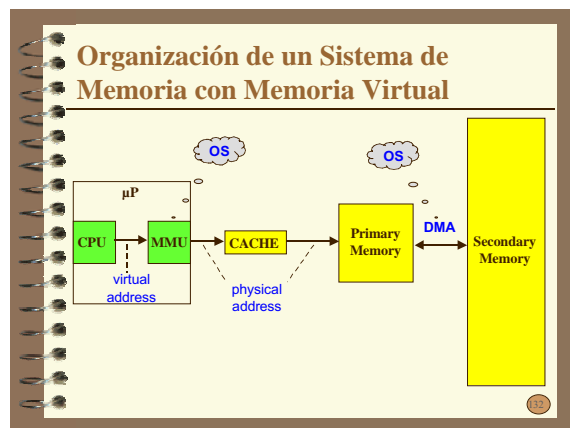 Organización de un Sistema de
Memoria con Memoria Virtual
OS
OS
µP
CPU
MMU
CACHE
Primary
Memory
DMA
Secondary
Memory
virtual
address
physical
address
132